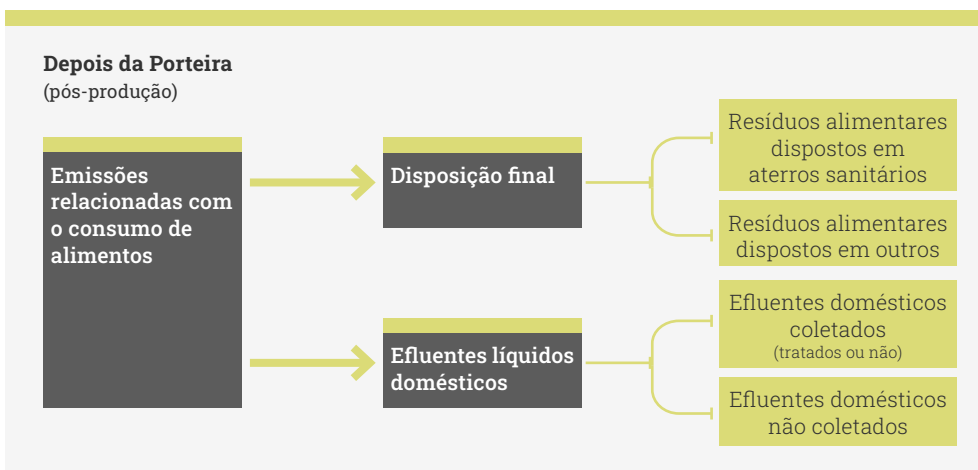 Depois da Porteira
(pós-produção)
Emissões
relacionadas com
o consumo de
alimentos
Disposição final
Resíduos alimentares
dispostos em
aterros sanitários
Resíduos alimentares
dispostos em outros
Efluentes líquidos
domésticos
Efluentes domésticos
coletados
(tratados ou não)
Efluentes domésticos
não coletados